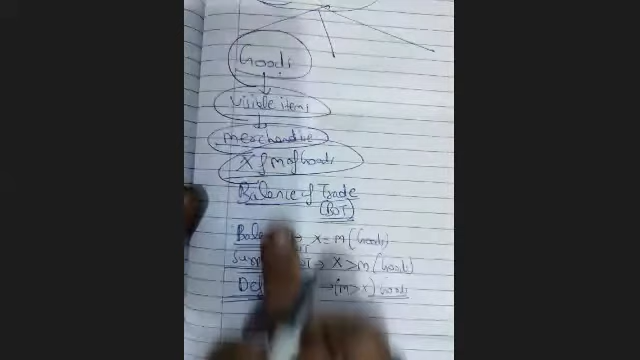 Goods
Visible items
merchandise
X & M of Goods
Balance of Trade
(BOT)
X = M (Goods)
X > M (Goods)
→ (M > X) Goods